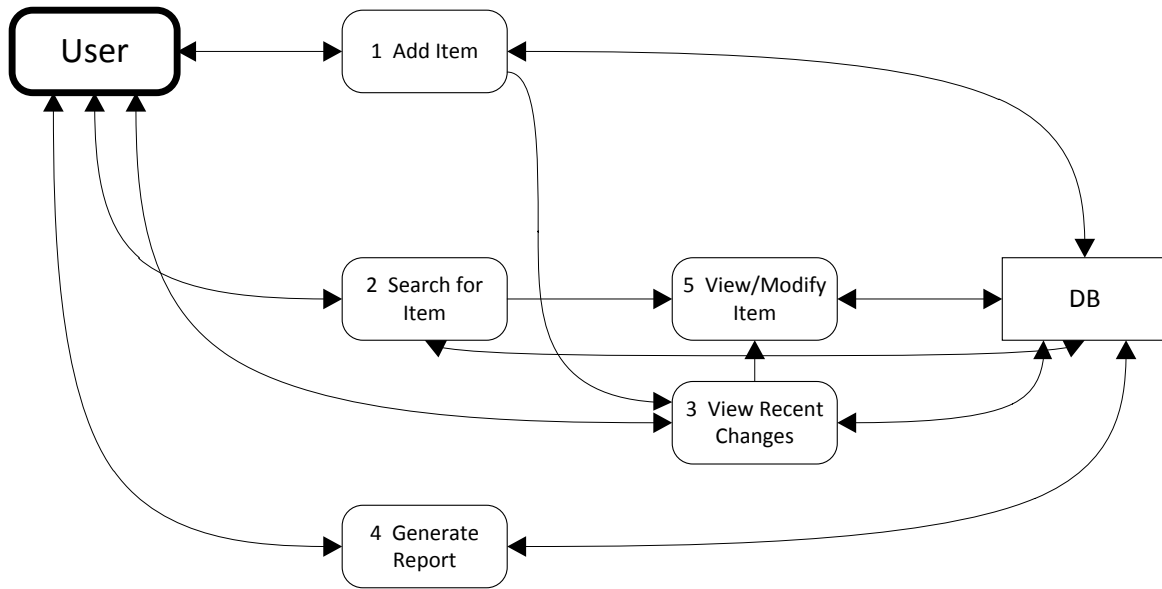 User
1 Add Item
2 Search for
Item
5 View/Modify
Item
DB
3 View Recent
Changes
4 Generate
Report